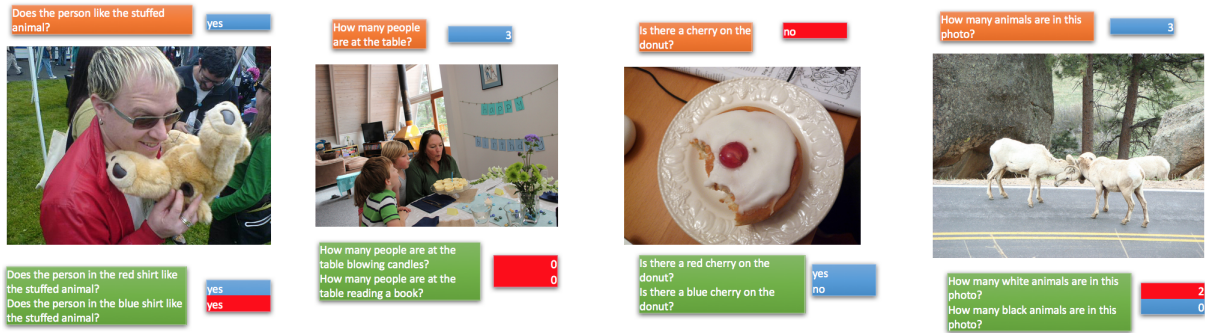 Does the person like the stuffed
animal?
yes
Does the person in the red shirt like
the stuffed animal?
Does the person in the blue shirt like
the stuffed animal?
yes
yes
How many people
are at the table?
3
How many people are at the
table blowing candles?
How many people are at the
table reading a book?
0
0
Is there a cherry on the
donut?
no
Is there a red cherry on the
donut?
Is there a blue cherry on the
donut?
yes
no
How many animals are in this
photo?
3
How many white animals are in this
photo?
How many black animals are in this
photo?
2
0